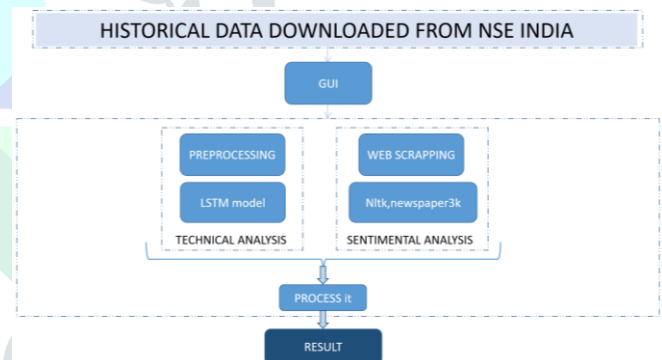 HISTORICAL DATA DOWNLOADED FROM NSE INDIA
GUI
PREPROCESSING
LSTM model
TECHNICAL ANALYSIS
WEB SCRAPPING
Nltk,newspaper3k
SENTIMENTAL ANALYSIS
PROCESS it
RESULT